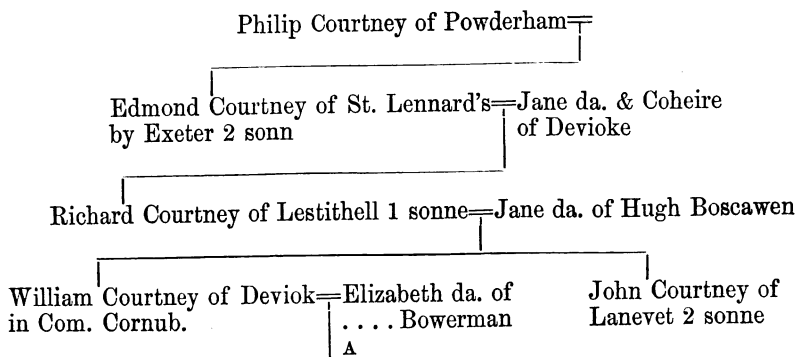 Philip Courtney of Powderham
Edmond Courtney of St. Lennard's
by Exeter 2 sonn
Jane da. & Coheire
of Devioke
Richard Courtney of Lestithell 1 sonne
Jane da. of Hugh Boscawen
William Courtney of Deviok
in Com. Cornub.
Elizabeth da. of
.... Bowerman
John Courtney of
Lanevet 2 sonne
A